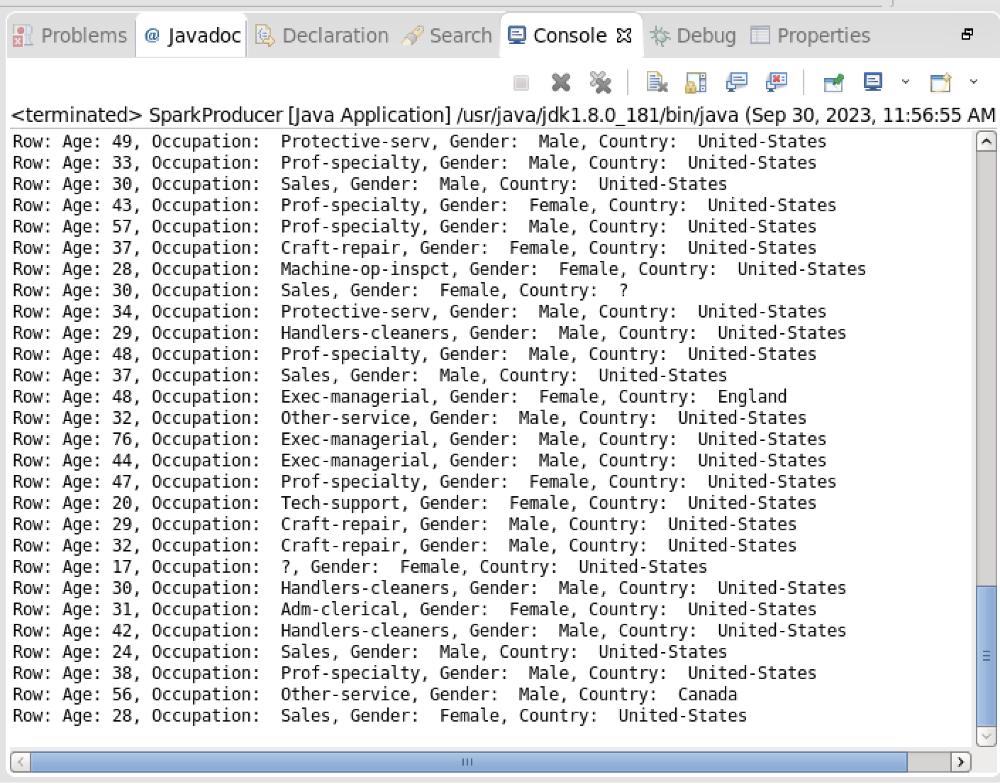 Problems @ Javadoc Declaration Search Console Debug Properties
<terminated> SparkProducer [Java Application] /usr/java/jdk1.8.0_181/bin/java (Sep 30, 2023, 11:56:55 AM
Row: Age: 49, Occupation:  Protective-serv, Gender:  Male, Country:  United-States
Row: Age: 33, Occupation:  Prof-specialty, Gender:  Male, Country:  United-States
Row: Age: 30, Occupation:  Sales, Gender:  Male, Country:  United-States
Row: Age: 43, Occupation:  Prof-specialty, Gender:  Female, Country:  United-States
Row: Age: 57, Occupation:  Prof-specialty, Gender:  Male, Country:  United-States
Row: Age: 37, Occupation:  Craft-repair, Gender:  Female, Country:  United-States
Row: Age: 28, Occupation:  Machine-op-inspct, Gender:  Female, Country:  United-States
Row: Age: 30, Occupation:  Sales, Gender:  Female, Country:  ?
Row: Age: 34, Occupation:  Protective-serv, Gender:  Male, Country:  United-States
Row: Age: 29, Occupation:  Handlers-cleaners, Gender:  Male, Country:  United-States
Row: Age: 48, Occupation:  Prof-specialty, Gender:  Male, Country:  United-States
Row: Age: 37, Occupation:  Sales, Gender:  Male, Country:  United-States
Row: Age: 48, Occupation:  Exec-managerial, Gender:  Female, Country:  England
Row: Age: 32, Occupation:  Other-service, Gender:  Male, Country:  United-States
Row: Age: 76, Occupation:  Exec-managerial, Gender:  Male, Country:  United-States
Row: Age: 44, Occupation:  Exec-managerial, Gender:  Male, Country:  United-States
Row: Age: 47, Occupation:  Prof-specialty, Gender:  Female, Country:  United-States
Row: Age: 20, Occupation:  Tech-support, Gender:  Female, Country:  United-States
Row: Age: 29, Occupation:  Craft-repair, Gender:  Male, Country:  United-States
Row: Age: 32, Occupation:  Craft-repair, Gender:  Male, Country:  United-States
Row: Age: 17, Occupation:  ?, Gender:  Female, Country:  United-States
Row: Age: 30, Occupation:  Handlers-cleaners, Gender:  Male, Country:  United-States
Row: Age: 31, Occupation:  Adm-clerical, Gender:  Female, Country:  United-States
Row: Age: 42, Occupation:  Handlers-cleaners, Gender:  Male, Country:  United-States
Row: Age: 24, Occupation:  Sales, Gender:  Male, Country:  United-States
Row: Age: 38, Occupation:  Prof-specialty, Gender:  Male, Country:  United-States
Row: Age: 56, Occupation:  Other-service, Gender:  Male, Country:  Canada
Row: Age: 28, Occupation:  Sales, Gender:  Female, Country:  United-States